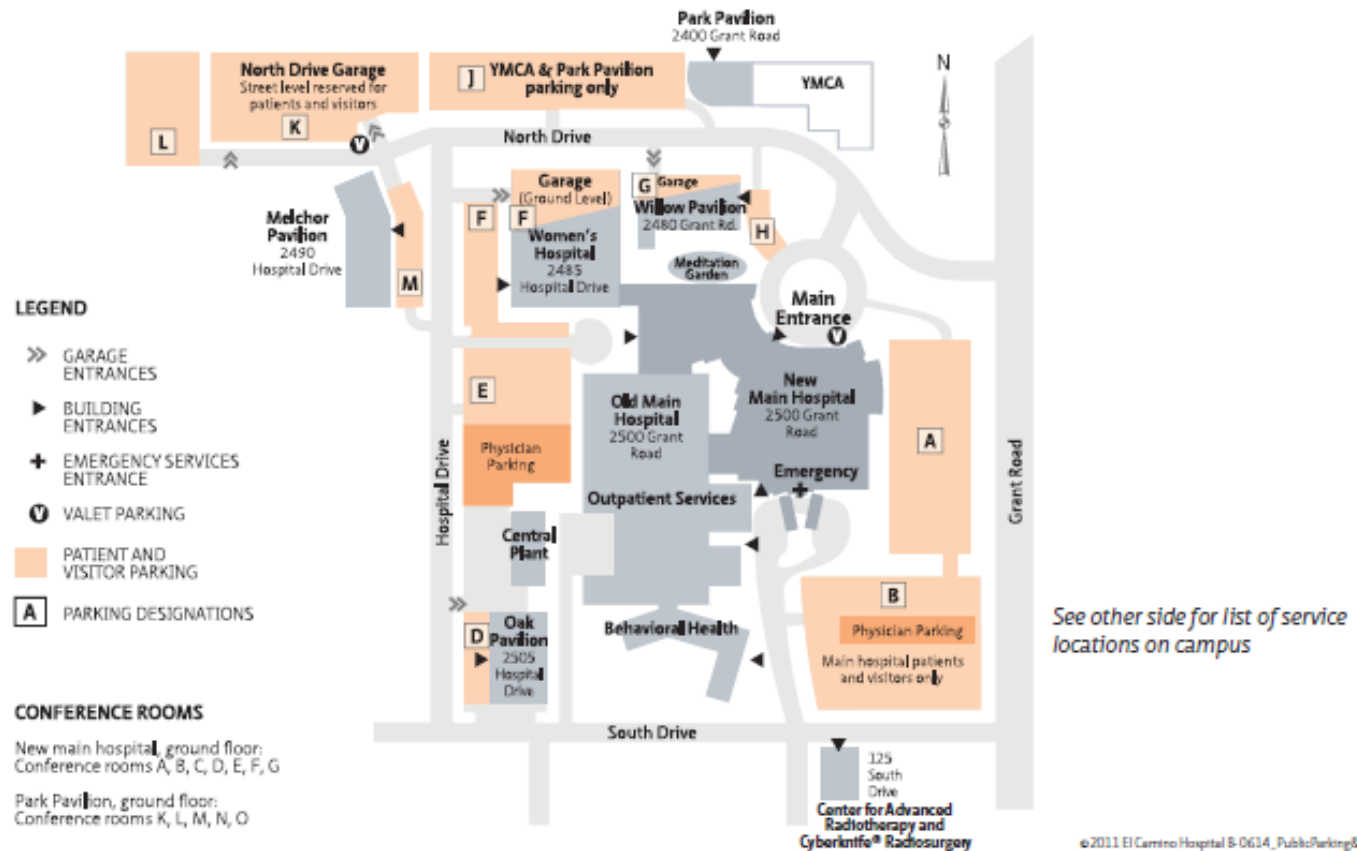 Park Pavilion
2400 Grant Road
North Drive Garage
Street level reserved for
patients and visitors
K
L
J
YMCA & Park Pavilion
parking only
YMCA
N
V
North Drive
Melchor
Pavilion
2490
Hospital Drive
M
F
Garage
(Ground Level)
F
Women's
Hospital
2485
Hospital Drive
G
Garage
Willow Pavilion
2480 Grant Rd.
H
Meditation
Garden
Main
Entrance
V
LEGEND
GARAGE
ENTRANCES
BUILDING
ENTRANCES
EMERGENCY SERVICES
ENTRANCE
V
VALET PARKING
PATIENT AND
VISITOR PARKING
A
PARKING DESIGNATIONS
E
Physician
Parking
Hospital Drive
Old Main
Hospital
2500 Grant
Road
New
Main Hospital
2500 Grant
Road
A
Grant Road
Emergency
Outpatient Services
Central
Plant
D
Oak
Pavilion
2505
Hospital
Drive
Behavioral Health
B
Physician Parking
Main hospital patients
and visitors only
See other side for list of service
locations on campus
CONFERENCE ROOMS
New main hospital, ground floor:
Conference rooms A, B, C, D, E, F, G
Park Pavilion, ground floor:
Conference rooms K, L, M, N, O
South Drive
125
South
Drive
Center for Advanced
Radiotherapy and
Cyberknife® Radiosurgery
©2011 El Camino Hospital B-0614_PublicParking&